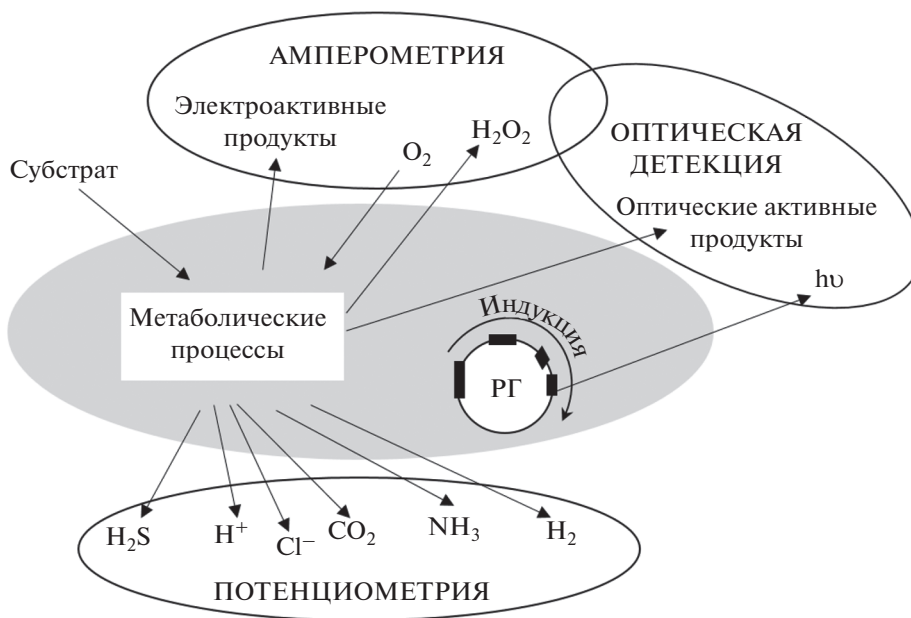 АМПЕРОМЕТРИЯ
Электроактивные
продукты
O₂
H₂O₂
ОПТИЧЕСКАЯ
ДЕТЕКЦИЯ
Оптические активные
продукты
hυ
Субстрат
Метаболические
процессы
Индукция
РГ
H₂S
H⁺
Cl⁻
CO₂
NH₃
H₂
ПОТЕНЦИОМЕТРИЯ